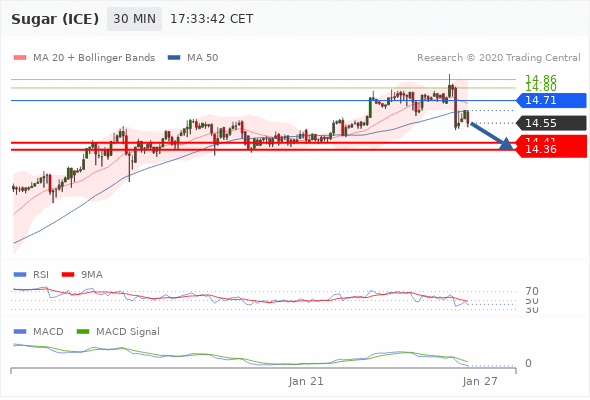 Sugar (ICE) 30 MIN 17:33:42 CET
MA 20 + Bollinger Bands MA 50 Research © 2020 Trading Central
14.86
14.80
14.71
14.55
14.41
14.36
RSI 9MA
70
50
30
MACD MACD Signal
0
Jan 21 Jan 27